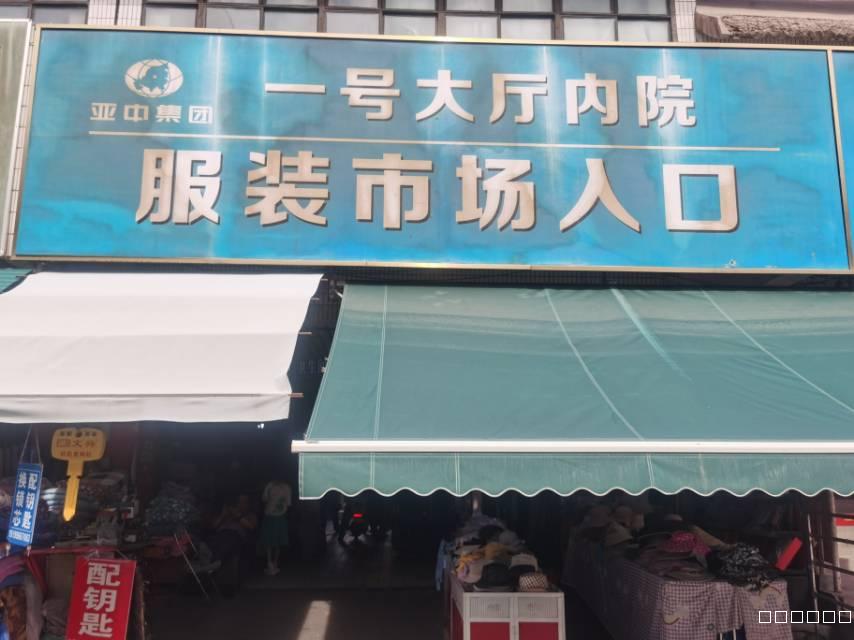 亚中集团
一号大厅内院
服装市场入口
配钥匙
换锁芯
配钥匙